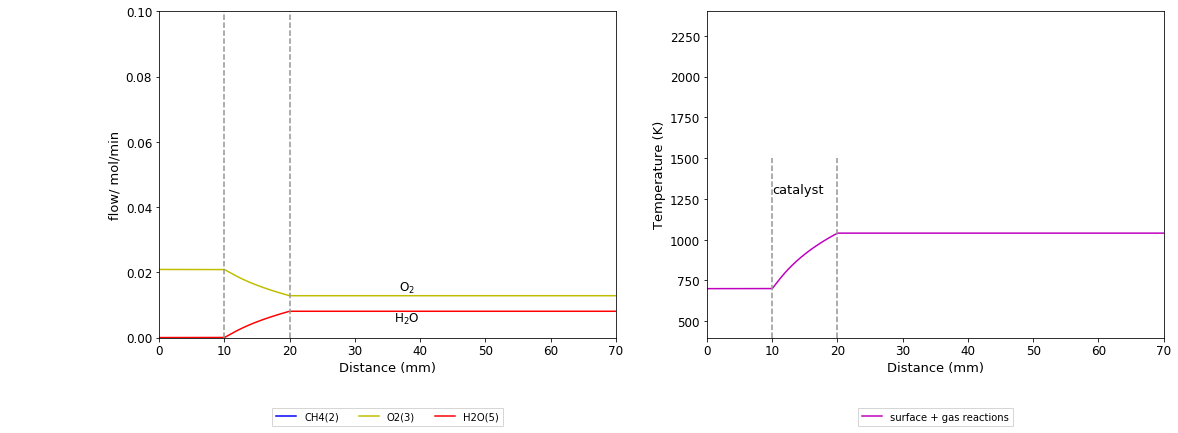 0.10
0.08
0.06
0.04
0.02
0.00
flow/ mol/min
O2
H2O
0 10 20 30 40 50 60 70
Distance (mm)
CH4(2) O2(3) H2O(5)
2250
2000
1750
1500
1250
1000
750
500
Temperature (K)
catalyst
0 10 20 30 40 50 60 70
Distance (mm)
surface + gas reactions